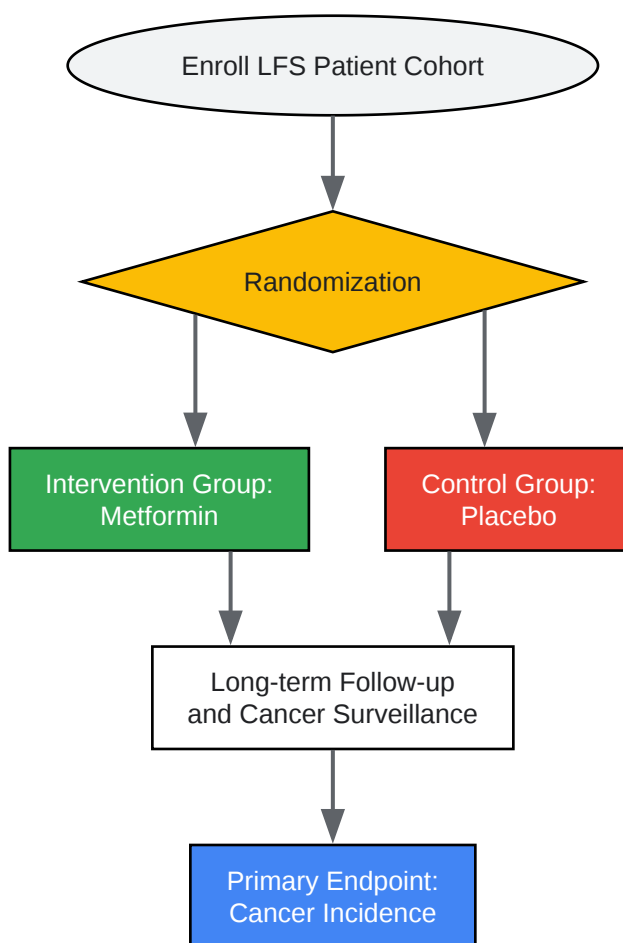 Enroll LFS Patient Cohort
Randomization
Intervention Group:
Metformin
Control Group:
Placebo
Long-term Follow-up
and Cancer Surveillance
Primary Endpoint:
Cancer Incidence